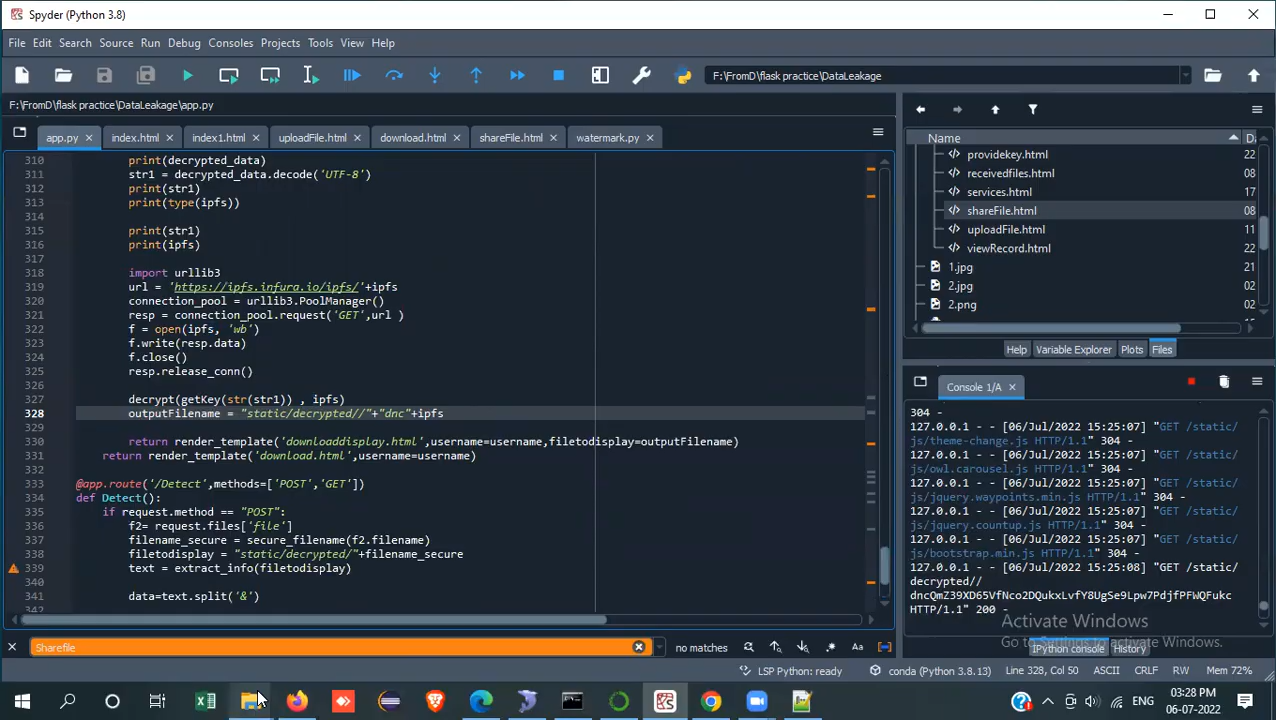 Spyder (Python 3.8)
File Edit Search Source Run Debug Consoles Projects Tools View Help
F:\FromD\flask practice\DataLeakage
F:\FromD\flask practice\DataLeakage\app.py
app.py index.html index1.html uploadFile.html download.html shareFile.html watermark.py
310 print(decrypted_data)
311 str1 = decrypted_data.decode('UTF-8')
312 print(str1)
313 print(type(ipfs))
314
315 print(str1)
316 print(ipfs)
317
318 import urllib3
319 url = 'https://ipfs.infura.io/ipfs/'+ipfs
320 connection_pool = urllib3.PoolManager()
321 resp = connection_pool.request('GET',url )
322 f = open(ipfs, 'wb')
323 f.write(resp.data)
324 f.close()
325 resp.release_conn()
326
327 decrypt(getKey(str(str1)) , ipfs)
328 outputFilename = "static/decrypted//"+"dnc"+ipfs
329
330 return render_template('downloaddisplay.html',username=username,filetodisplay=outputFilename)
331 return render_template('download.html',username=username)
332
333 @app.route('/Detect',methods=['POST','GET'])
334 def Detect():
335 if request.method == "POST":
336 f2= request.files['file']
337 filename_secure = secure_filename(f2.filename)
338 filetodisplay = "static/decrypted/"+filename_secure
339 text = extract_info(filetodisplay)
340
341 data=text.split('&')
342
Sharefile
no matches
Aa
Name
providekey.html 22
receivedfiles.html 08
services.html 17
shareFile.html 08
uploadFile.html 11
viewRecord.html 22
1.jpg 21
2.jpg 02
2.png 02
Help Variable Explorer Plots Files
Console 1/A
304 -
127.0.0.1 - - [06/Jul/2022 15:25:07] "GET /static/
js/theme-change.js HTTP/1.1" 304 -
127.0.0.1 - - [06/Jul/2022 15:25:07] "GET /static/
js/owl.carousel.js HTTP/1.1" 304 -
127.0.0.1 - - [06/Jul/2022 15:25:07] "GET /static/
js/jquery.waypoints.min.js HTTP/1.1" 304 -
127.0.0.1 - - [06/Jul/2022 15:25:07] "GET /static/
js/jquery.countup.js HTTP/1.1" 304 -
127.0.0.1 - - [06/Jul/2022 15:25:07] "GET /static/
js/bootstrap.min.js HTTP/1.1" 304 -
127.0.0.1 - - [06/Jul/2022 15:25:08] "GET /static/
decrypted//
dncQmZ39XD65VfNco2DQukxLvfY8UgSe9Lpw7PdjfPFWQFukc
HTTP/1.1" 200 -
Activate Windows
Go to Settings to activate Windows.
IPython console History
LSP Python: ready conda (Python 3.8.13) Line 328, Col 50 ASCII CRLF RW Mem 72%
ENG
03:28 PM
06-07-2022